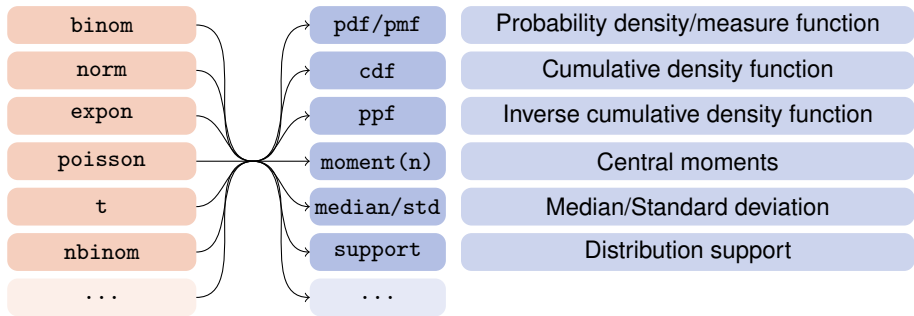 binom pdf/pmf Probability density/measure function
norm cdf Cumulative density function
expon ppf Inverse cumulative density function
poisson moment(n) Central moments
t median/std Median/Standard deviation
nbinom support Distribution support
... ...